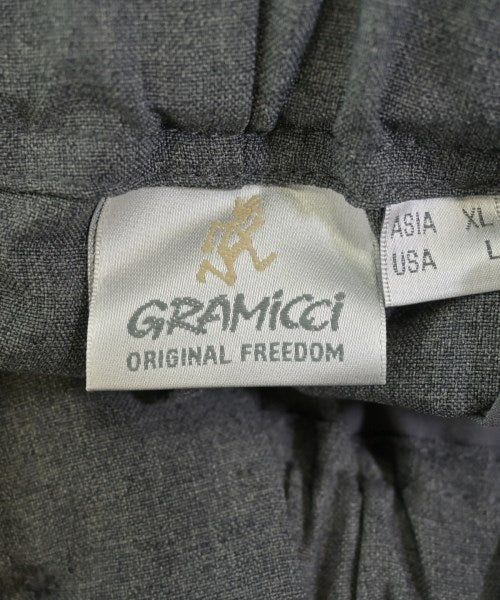 GRAMICCI
ORIGINAL FREEDOM
ASIA XL
USA L